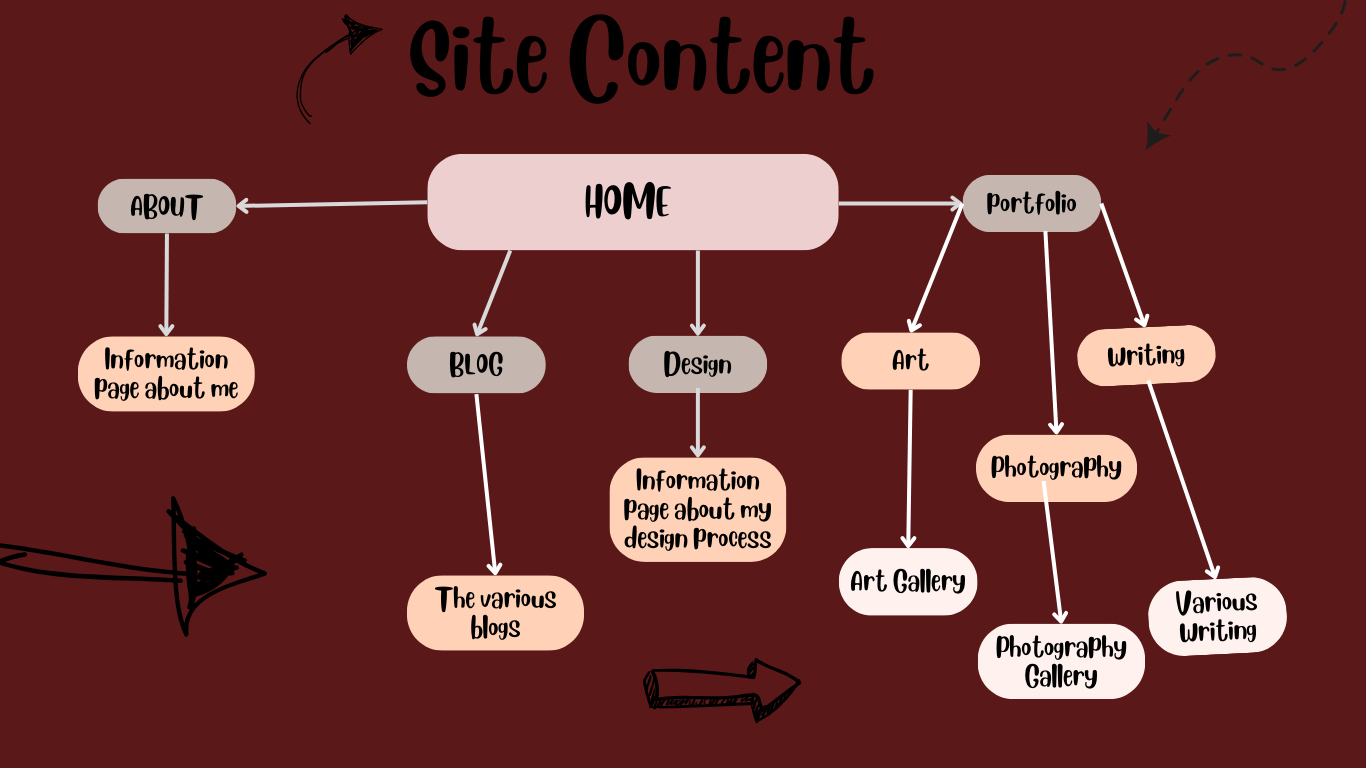 Site Content
HOME
ABOUT
Portfolio
Information
Page about me
BLOG
Design
Art
Writing
Information
Page about my
design Process
Photography
The various
blogs
Art Gallery
Photography
Gallery
Various
Writing